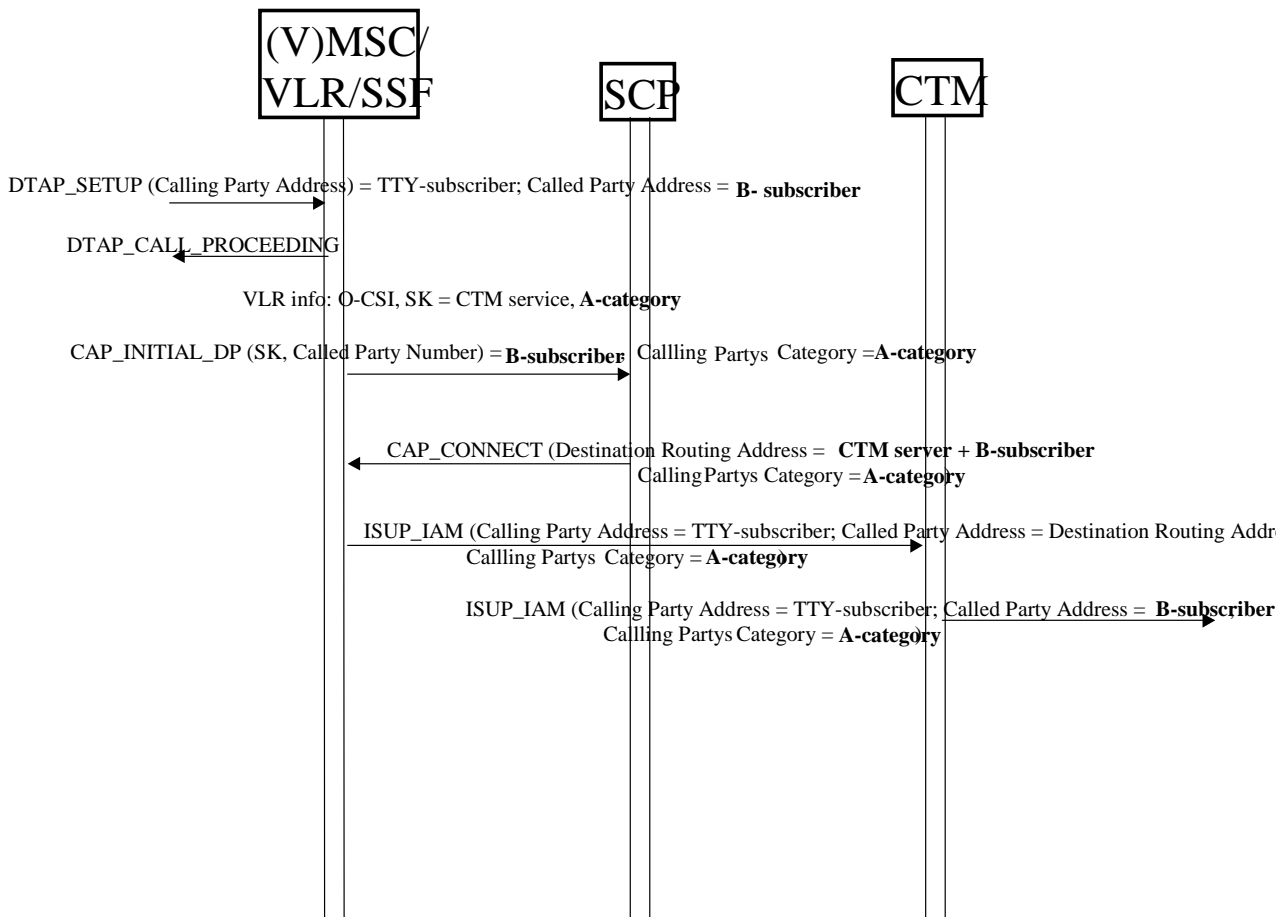 (V)MSC/
VLR/SSF
SCP
CTM
DTAP_SETUP (Calling Party Address) = TTY-subscriber; Called Party Address = B- subscriber
DTAP_CALL_PROCEEDING
VLR info: O-CSI, SK = CTM service, A-category
CAP_INITIAL_DP (SK, Called Party Number) = B-subscriber, Callling Partys Category =A-category
CAP_CONNECT (Destination Routing Address = CTM server + B-subscriber
Calling Partys Category = A-category)
ISUP_IAM (Calling Party Address = TTY-subscriber; Called Party Address = Destination Routing Addre
Callling Partys Category = A-category)
ISUP_IAM (Calling Party Address = TTY-subscriber; Called Party Address = B-subscriber;
Callling Partys Category = A-category)